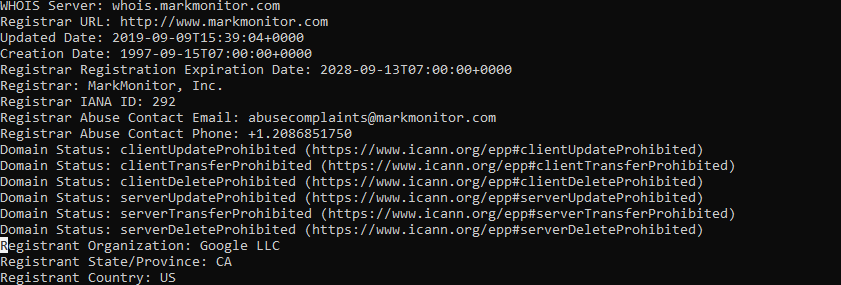 WHOIS Server: whois.markmonitor.com
Registrar URL: http://www.markmonitor.com
Updated Date: 2019-09-09T15:39:04+0000
Creation Date: 1997-09-15T07:00:00+0000
Registrar Registration Expiration Date: 2028-09-13T07:00:00+0000
Registrar: MarkMonitor, Inc.
Registrar IANA ID: 292
Registrar Abuse Contact Email: abusecomplaints@markmonitor.com
Registrar Abuse Contact Phone: +1.2086851750
Domain Status: clientUpdateProhibited (https://www.icann.org/epp#clientUpdateProhibited)
Domain Status: clientTransferProhibited (https://www.icann.org/epp#clientTransferProhibited)
Domain Status: clientDeleteProhibited (https://www.icann.org/epp#clientDeleteProhibited)
Domain Status: serverUpdateProhibited (https://www.icann.org/epp#serverUpdateProhibited)
Domain Status: serverTransferProhibited (https://www.icann.org/epp#serverTransferProhibited)
Domain Status: serverDeleteProhibited (https://www.icann.org/epp#serverDeleteProhibited)
Registrant Organization: Google LLC
Registrant State/Province: CA
Registrant Country: US